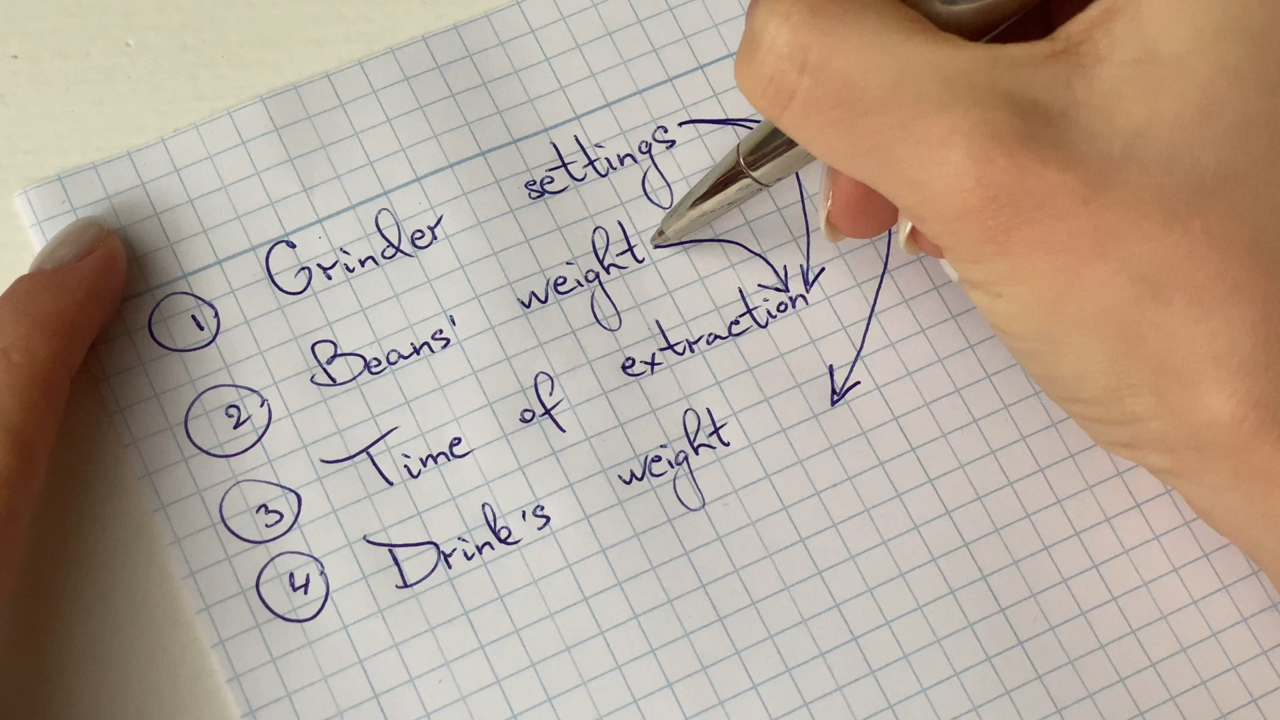 1 Grinder settings
2 Beans' weight
3 Time of extraction
4 Drink's weight